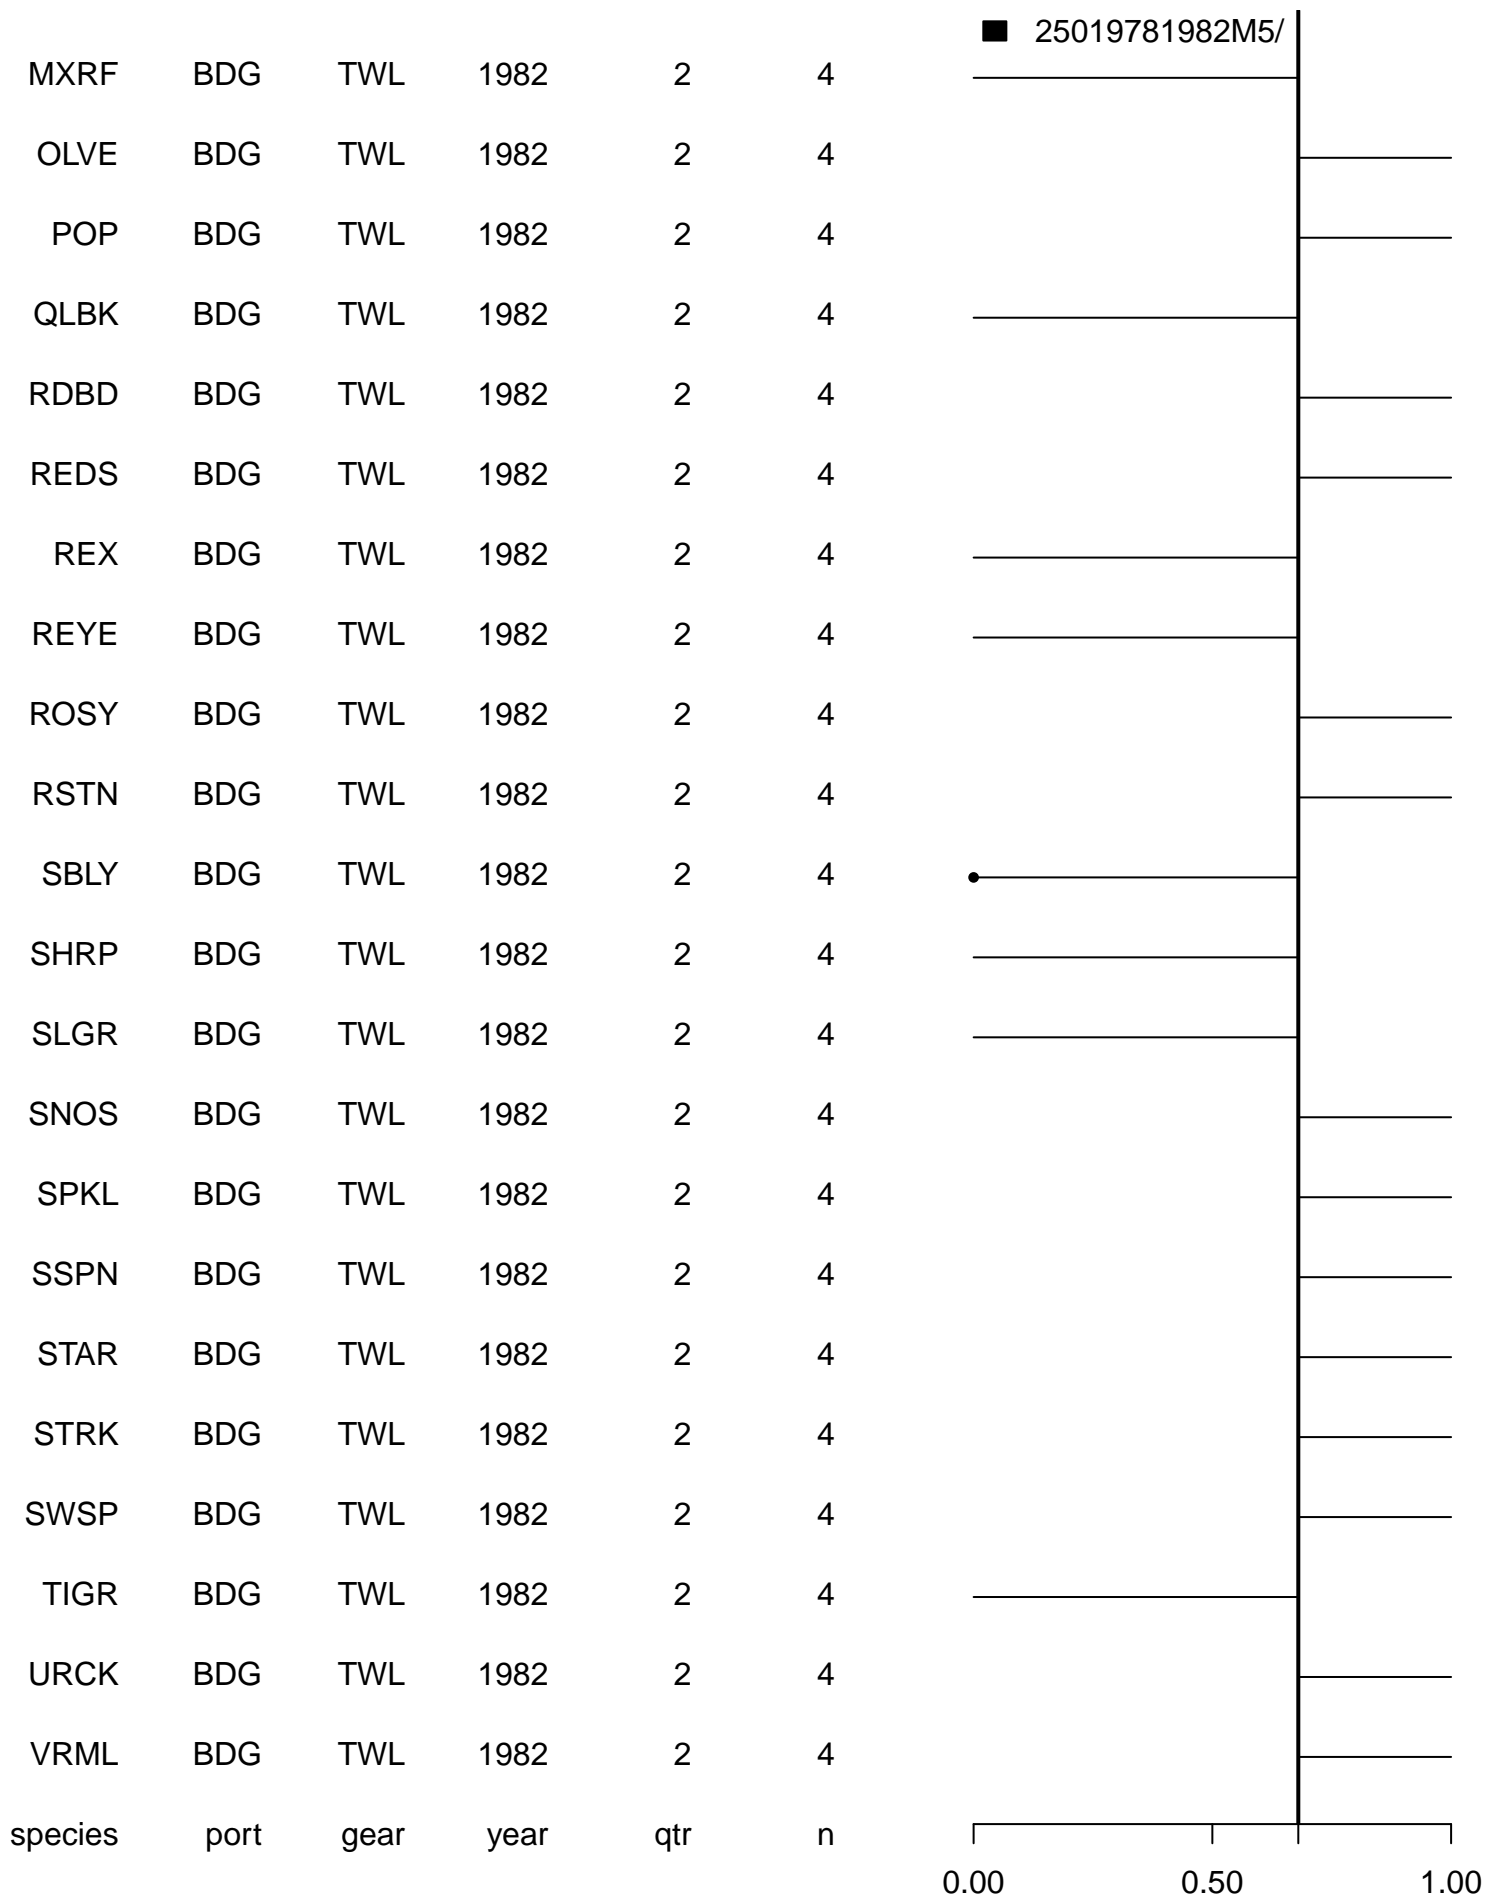 25019781982M5/
MXRF BDG TWL 1982 2 4
OLVE BDG TWL 1982 2 4
POP BDG TWL 1982 2 4
QLBK BDG TWL 1982 2 4
RDBD BDG TWL 1982 2 4
REDS BDG TWL 1982 2 4
REX BDG TWL 1982 2 4
REYE BDG TWL 1982 2 4
ROSY BDG TWL 1982 2 4
RSTN BDG TWL 1982 2 4
SBLY BDG TWL 1982 2 4
SHRP BDG TWL 1982 2 4
SLGR BDG TWL 1982 2 4
SNOS BDG TWL 1982 2 4
SPKL BDG TWL 1982 2 4
SSPN BDG TWL 1982 2 4
STAR BDG TWL 1982 2 4
STRK BDG TWL 1982 2 4
SWSP BDG TWL 1982 2 4
TIGR BDG TWL 1982 2 4
URCK BDG TWL 1982 2 4
VRML BDG TWL 1982 2 4
species port gear year qtr n
0.00 0.50 1.00